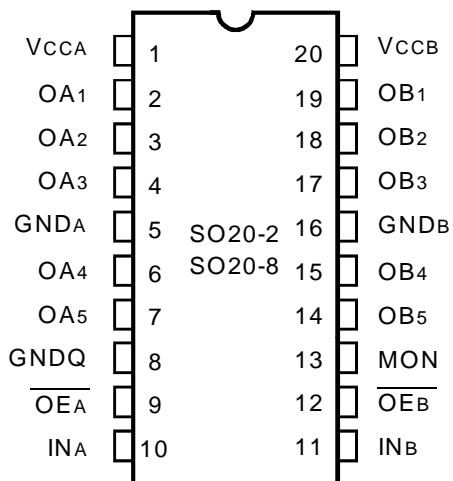 VCCA 1 20 VCCB
OA1 2 19 OB1
OA2 3 18 OB2
OA3 4 17 OB3
GNDA 5 SO20-2 16 GNDB
SO20-8
OA4 6 15 OB4
OA5 7 14 OB5
GNDQ 8 13 MON
OEA 9 12 OEB
INA 10 11 INB